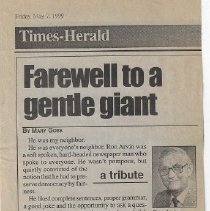 Friday, May 7, 1999
Times-Herald
Farewell to a
gentle giant
BY MARY GORR
He was my neighbor.
He was everyone's neighbor. Ron Arvin was
a soft spoken, hard-headed newspaper man who
spoke to everyone. He wasn't pompous, but
quietly convinced of the
notion that he had to pre-
serve democracy by fair-
ness.
a tribute
He liked complete sentences, proper grammar,
a good joke and the opportunity to ask a ques-